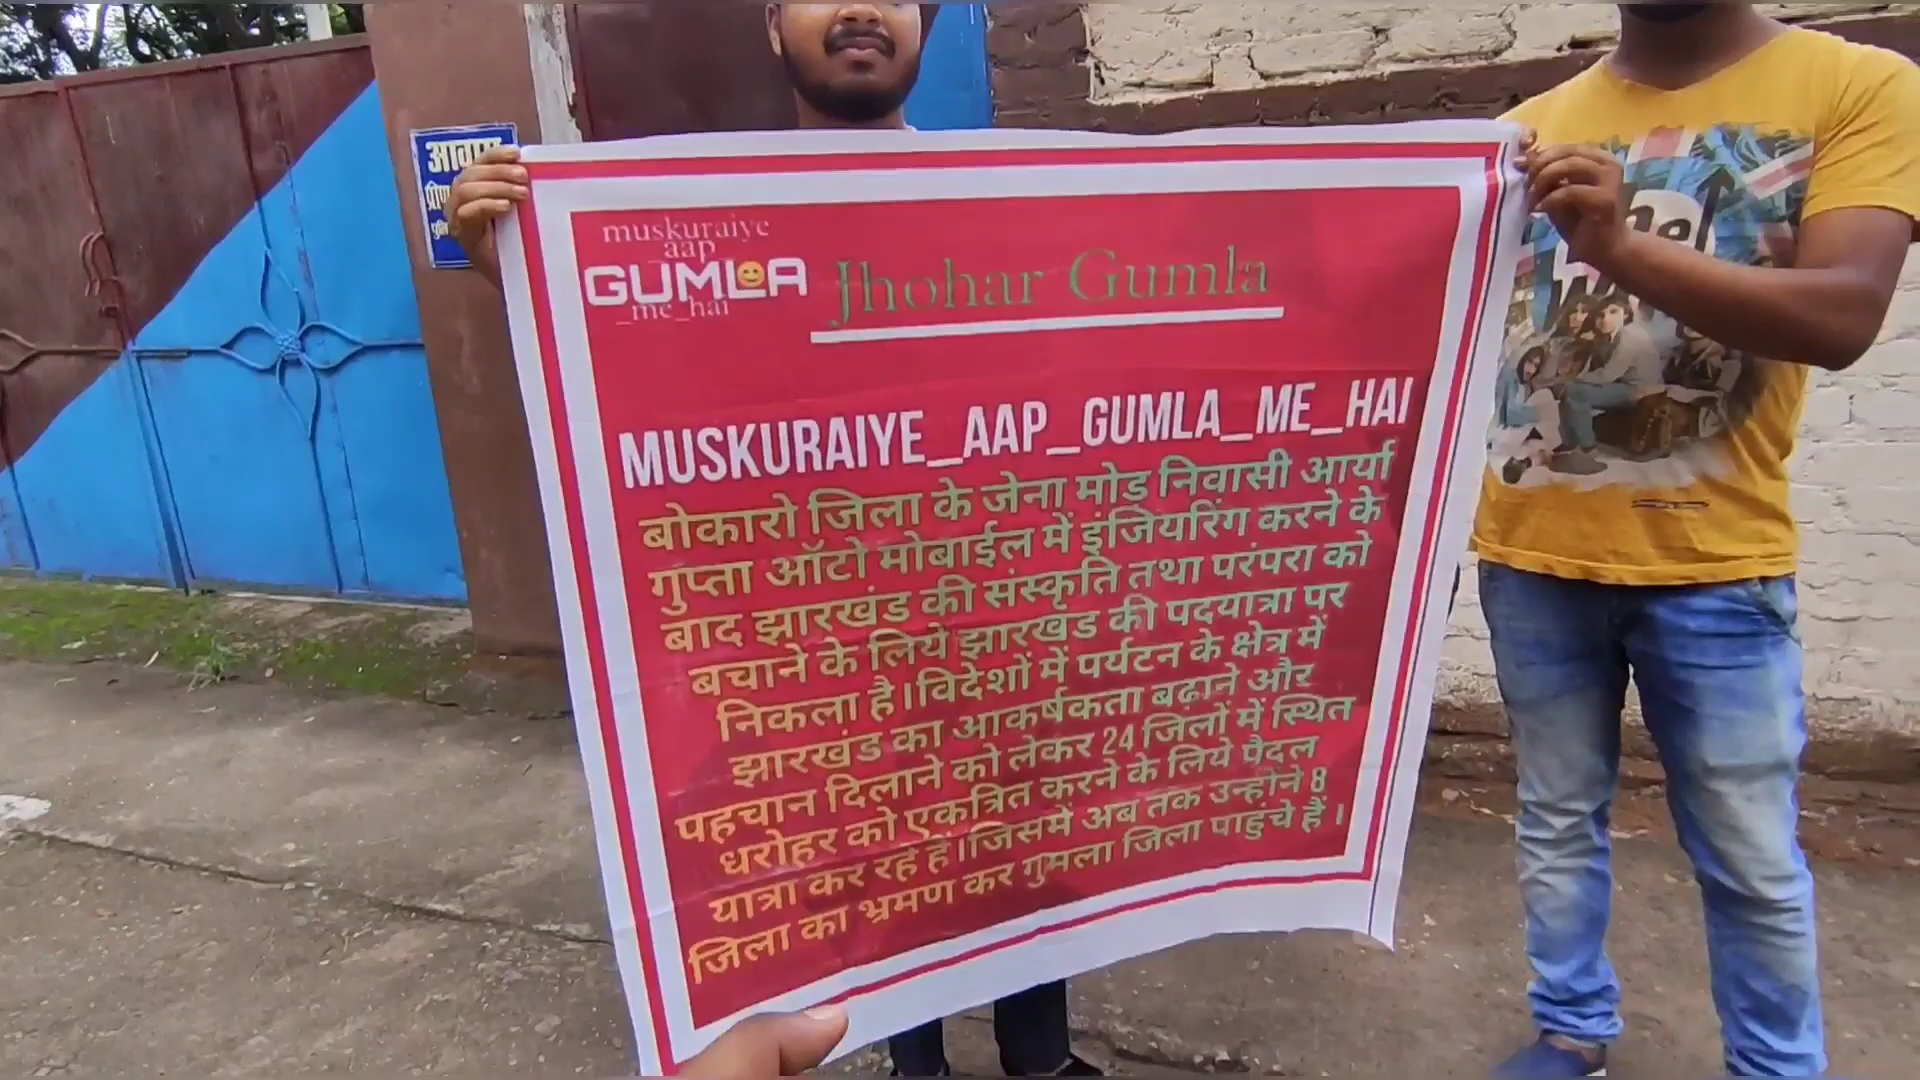 आवास
muskuraiye
_aap_
GUMLA
_me_hai
Jhohar Gumla
MUSKURAIYE_AAP_GUMLA_ME_HAI
बोकारो जिला के जेना मोड निवासी आर्या
गुप्ता ऑटो मोबाईल में इंजियरिंग करने के
बाद झारखंड की संस्कृति तथा परंपरा को
बचाने के लिये झारखंड की पदयात्रा पर
निकला है।विदेशों में पर्यटन के क्षेत्र में
झारखंड का आकर्षकता बढ़ाने और
पहचान दिलाने को लेकर 24 जिलों में स्थित
धरोहर को एकत्रित करने के लिये पैदल
यात्रा कर रहे हैं।जिसमें अब तक उन्होने 8
जिला का भ्रमण कर गुमला जिला पाहुंचे हैं ।